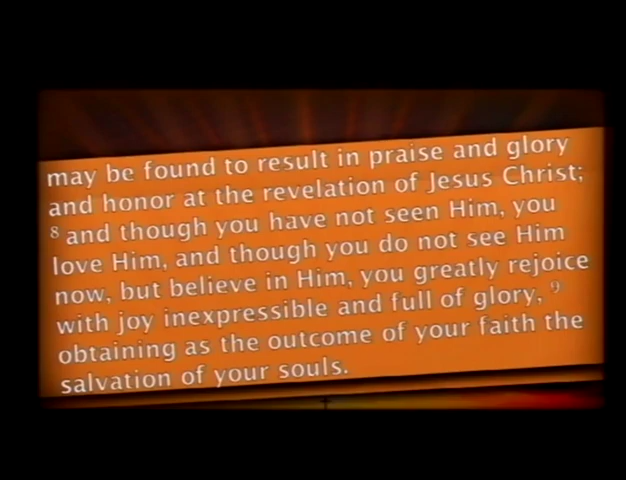 may be found to result in praise and glory
and honor at the revelation of Jesus Christ;
8 and though you have not seen Him, you
love Him, and though you do not see Him
now, but believe in Him, you greatly rejoice
with joy inexpressible and full of glory, 9
obtaining as the outcome of your faith the
salvation of your souls.